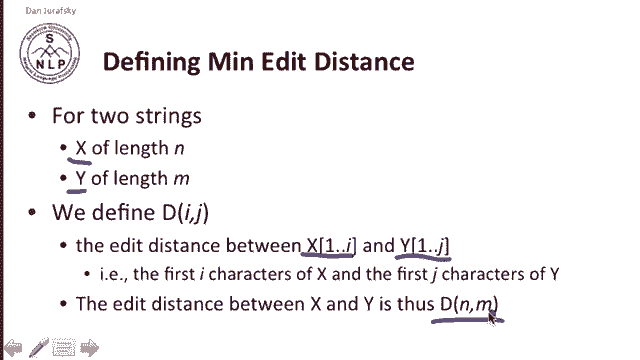 Dan Jurafsky
S
NLP
Defining Min Edit Distance
• For two strings
• X of length n
• Y of length m
• We define D(i,j)
• the edit distance between X[1..i] and Y[1..j]
• i.e., the first i characters of X and the first j characters of Y
• The edit distance between X and Y is thus D(n,m)